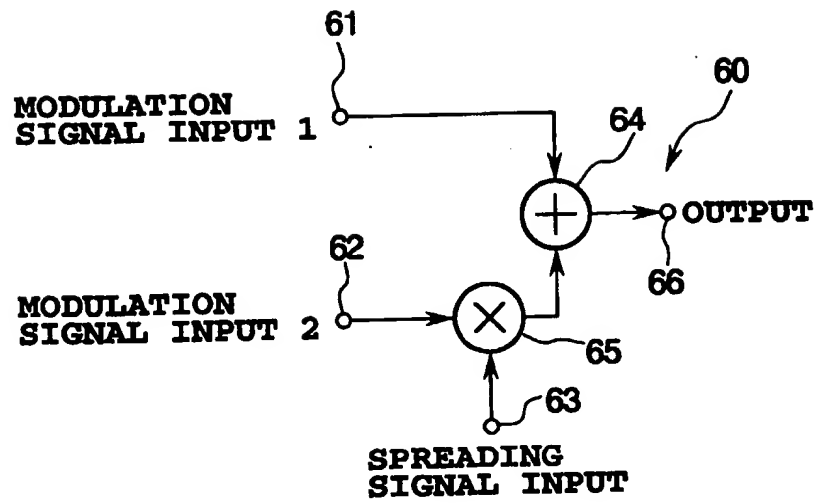 61
MODULATION
SIGNAL INPUT 1
60
64
OUTPUT
66
62
MODULATION
SIGNAL INPUT 2
65
63
SPREADING
SIGNAL INPUT